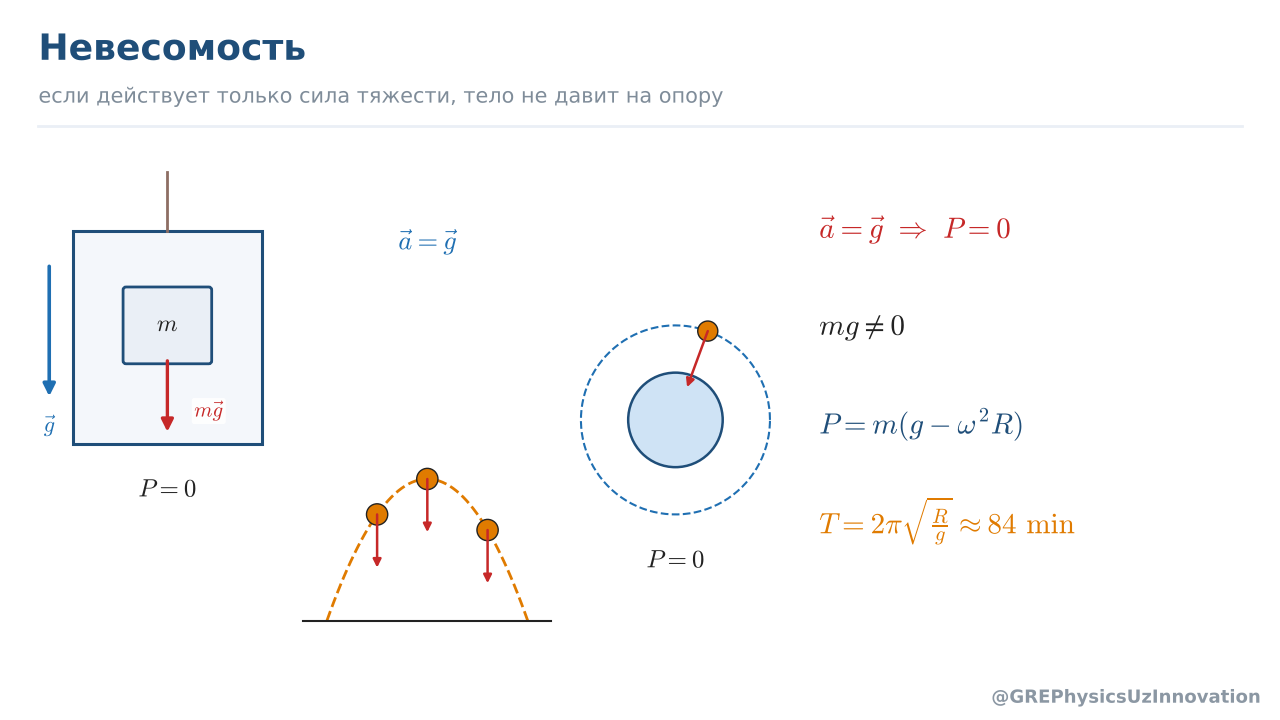 Невесомость
если действует только сила тяжести, тело не давит на опору
m
mg⃗
g⃗
P = 0
a⃗ = g⃗
P = 0
a⃗ = g⃗ ⇒ P = 0
mg ≠ 0
P = m(g − ω²R)
T = 2π√(R/g) ≈ 84 min
@GREPhysicsUzInnovation